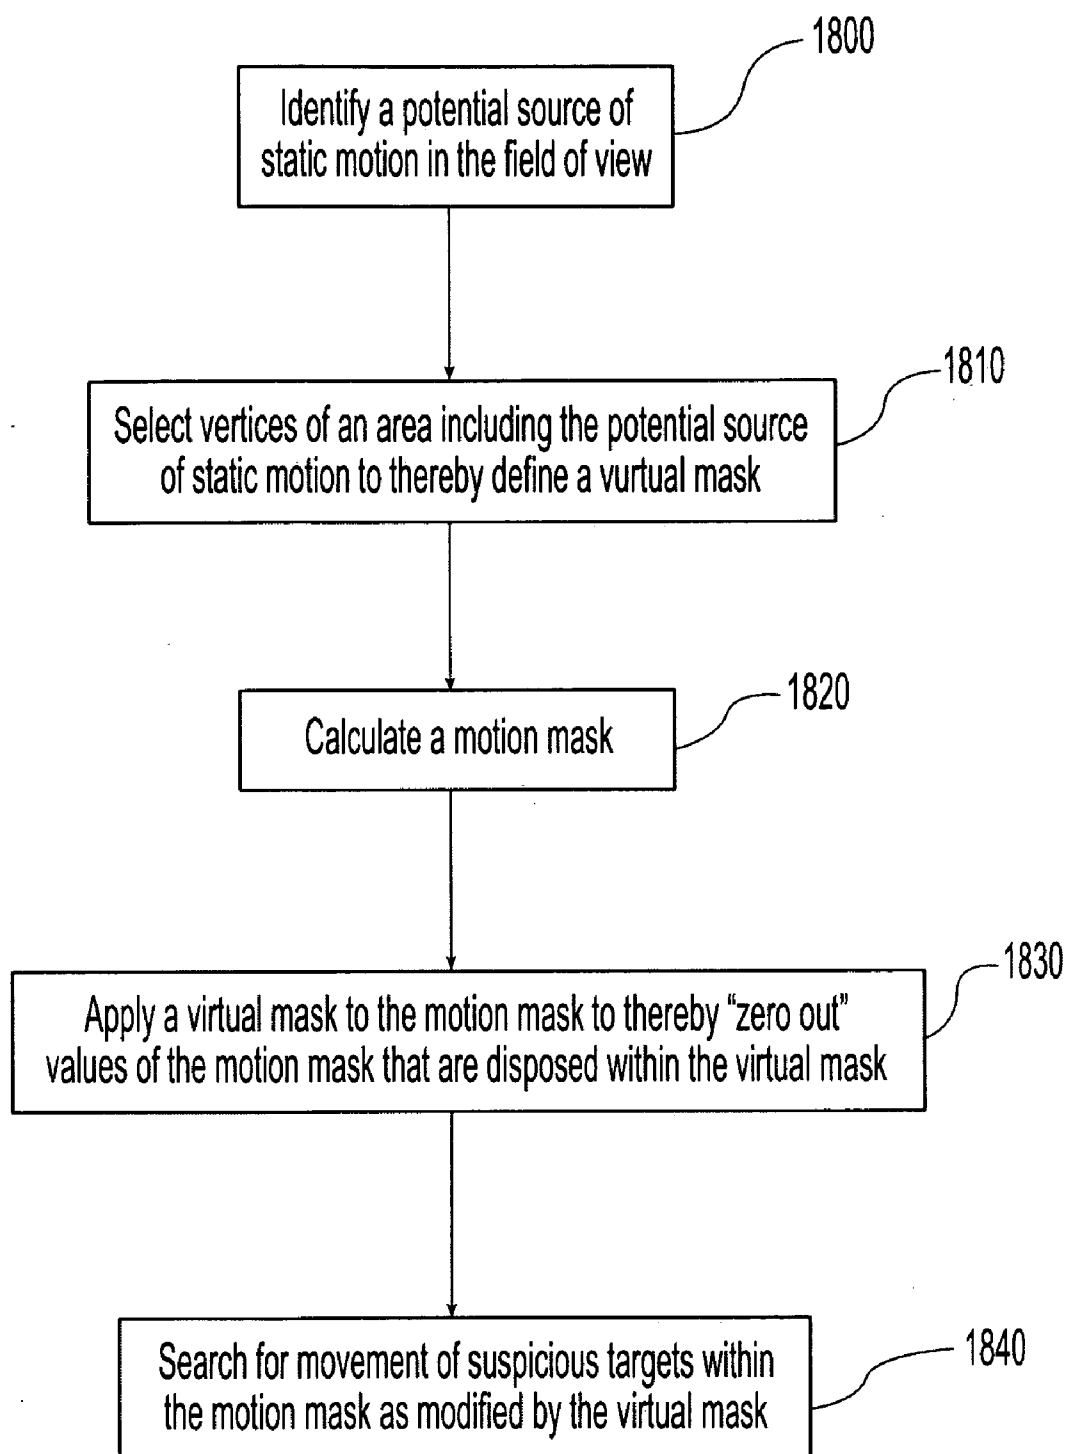 1800
Identify a potential source of
static motion in the field of view
1810
Select vertices of an area including the potential source
of static motion to thereby define a vurtual mask
1820
Calculate a motion mask
1830
Apply a virtual mask to the motion mask to thereby “zero out”
values of the motion mask that are disposed within the virtual mask
1840
Search for movement of suspicious targets within
the motion mask as modified by the virtual mask